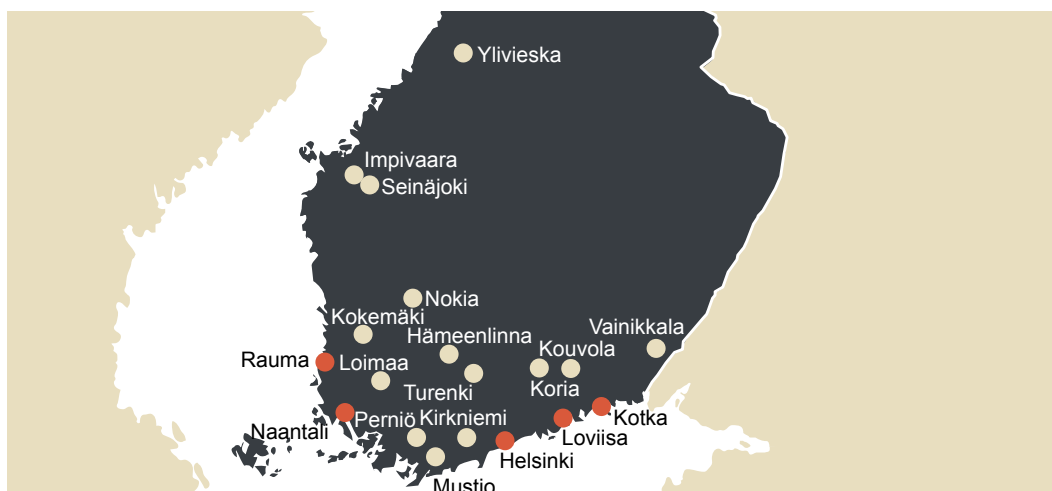 Ylivieska
Impivaara
Seinäjoki
Nokia
Kokemäki
Hämeenlinna
Vainikkala
Kouvola
Rauma
Loimaa
Turenki
Koria
Perniö
Kirkniemi
Kotka
Naantali
Loviisa
Helsinki
Mustio